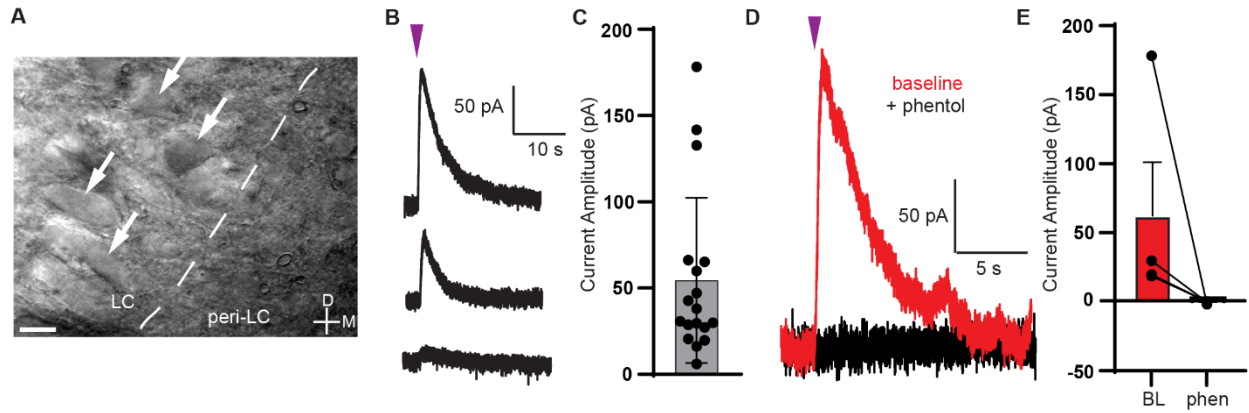 A
LC
peri-LC
D
M
B
50 pA
10 s
C
Current Amplitude (pA)
200
150
100
50
0
D
baseline
+ phentol
50 pA
5 s
E
Current Amplitude (pA)
200
150
100
50
0
-50
BL
phen